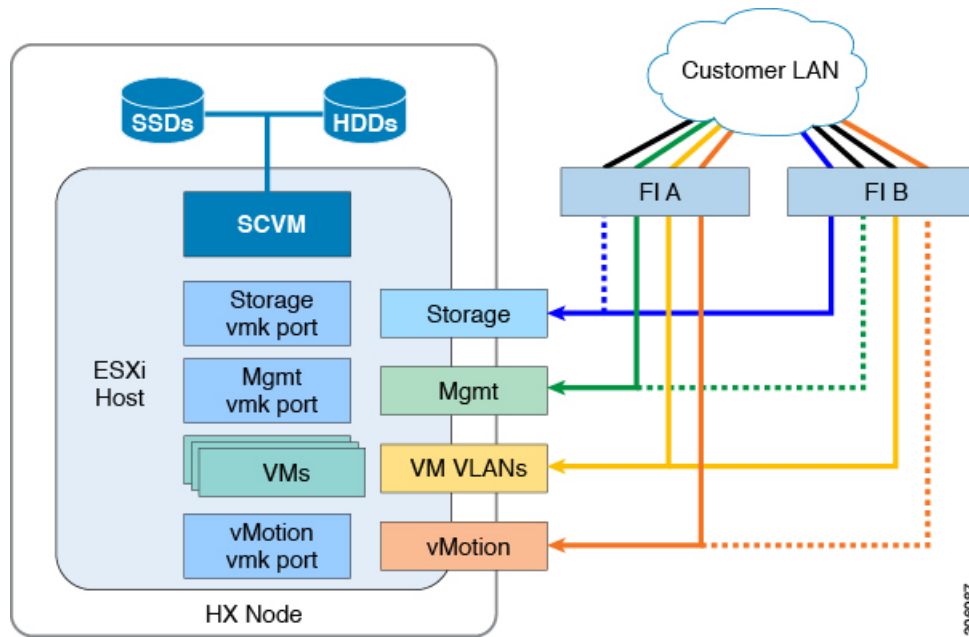 Customer LAN
SSDs
HDDs
FI A
FI B
SCVM
Storage
vmk port
Storage
ESXi
Host
Mgmt
vmk port
Mgmt
VMs
VM VLANs
vMotion
vmk port
vMotion
HX Node